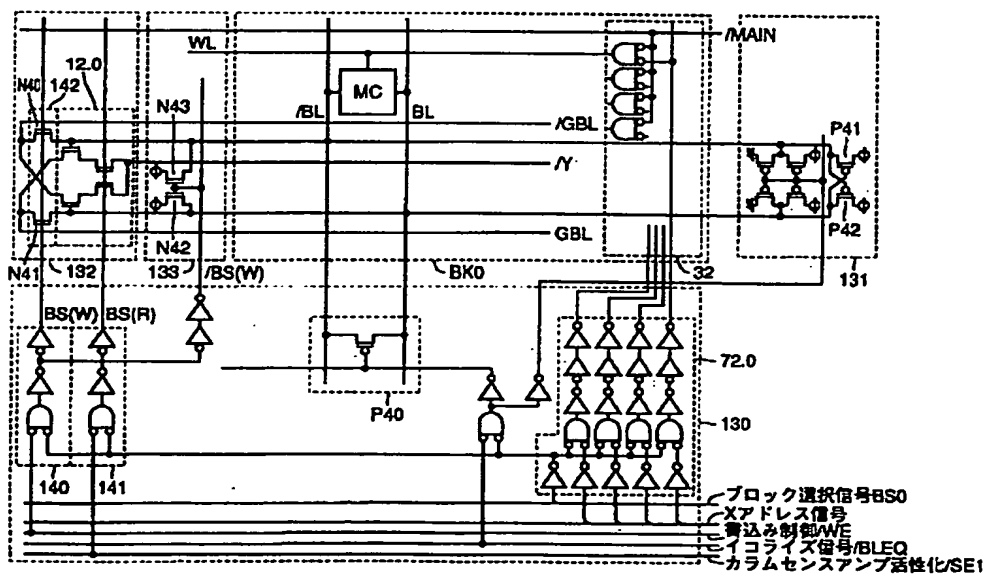 /MAIN
WL
12.0
142
N40
N43
MC
/BL
BL
/GBL
P41
/Y
P42
N42
GBL
N41
132
133
/BS(W)
BK0
32
131
BS(W)
BS(R)
72.0
P40
130
140
141
ブロック選択信号BS0
Xアドレス信号
書込み制御/WE
イコライズ信号/BLEQ
カラムセンスアンプ活性化/SE1